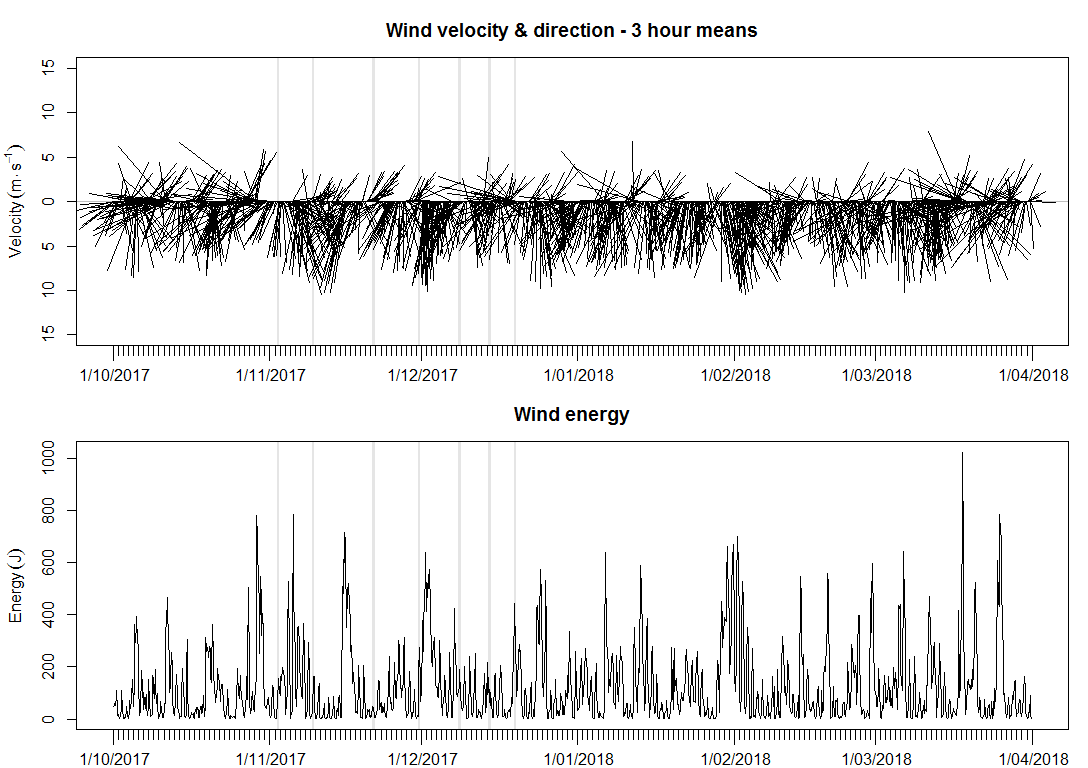 Wind velocity & direction - 3 hour means
Velocity (m·s⁻¹)
15
10
5
0
5
10
15
1/10/2017 1/11/2017 1/12/2017 1/01/2018 1/02/2018 1/03/2018 1/04/2018
Wind energy
Energy (J)
1000
800
600
400
200
0
1/10/2017 1/11/2017 1/12/2017 1/01/2018 1/02/2018 1/03/2018 1/04/2018